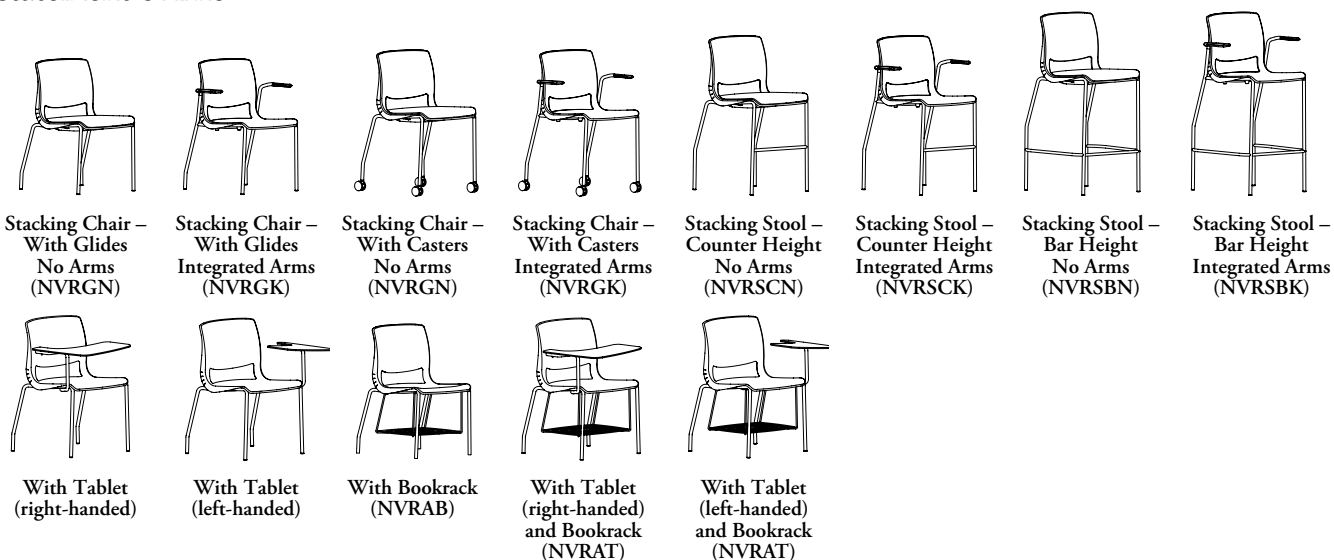 Stacking Chair –
With Glides
No Arms
(NVRGN)
Stacking Chair –
With Glides
Integrated Arms
(NVRGK)
Stacking Chair –
With Casters
No Arms
(NVRGN)
Stacking Chair –
With Casters
Integrated Arms
(NVRGK)
Stacking Stool –
Counter Height
No Arms
(NVRSCN)
Stacking Stool –
Counter Height
Integrated Arms
(NVRSCK)
Stacking Stool –
Bar Height
No Arms
(NVRSBN)
Stacking Stool –
Bar Height
Integrated Arms
(NVRSBK)
With Tablet
(right-handed)
With Tablet
(left-handed)
With Bookrack
(NVRAB)
With Tablet
(right-handed)
and Bookrack
(NVRAT)
With Tablet
(left-handed)
and Bookrack
(NVRAT)